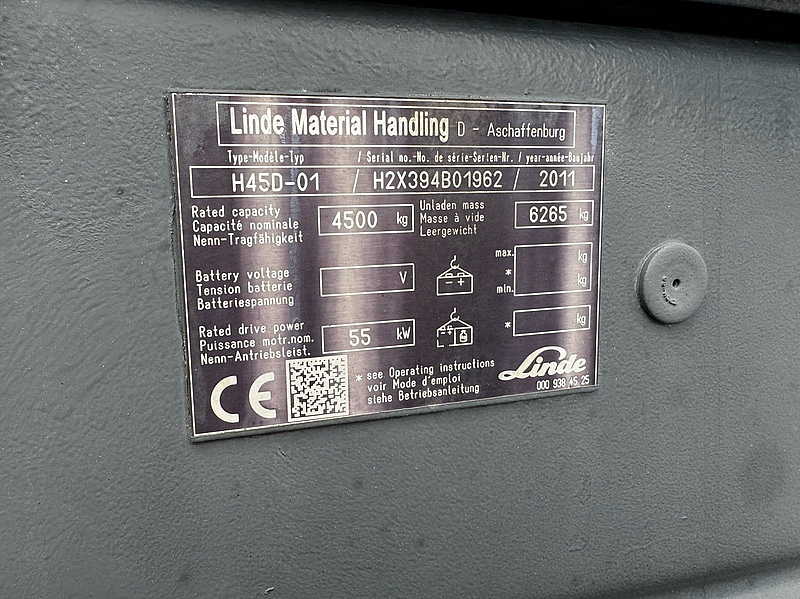 Linde Material Handling D - Aschaffenburg
Type-Modèle-Typ / Serial no.-No. de série-Serien-Nr. / year-année-Baujahr
H45D-01 / H2X394B01962 / 2011
Rated capacity
Capacité nominale
Nenn-Tragfähigkeit
4500 kg
Unladen mass
Masse à vide
Leergewicht
6265 kg
Battery voltage
Tension batterie
Batteriespannung
V
max.
*
min.
kg
kg
Rated drive power
Puissance motr.nom.
Nenn-Antriebsleist.
55 kW
* kg
CE
* see Operating instructions
voir Mode d'emploi
siehe Betriebsanleitung
Linde
000 938 45 25